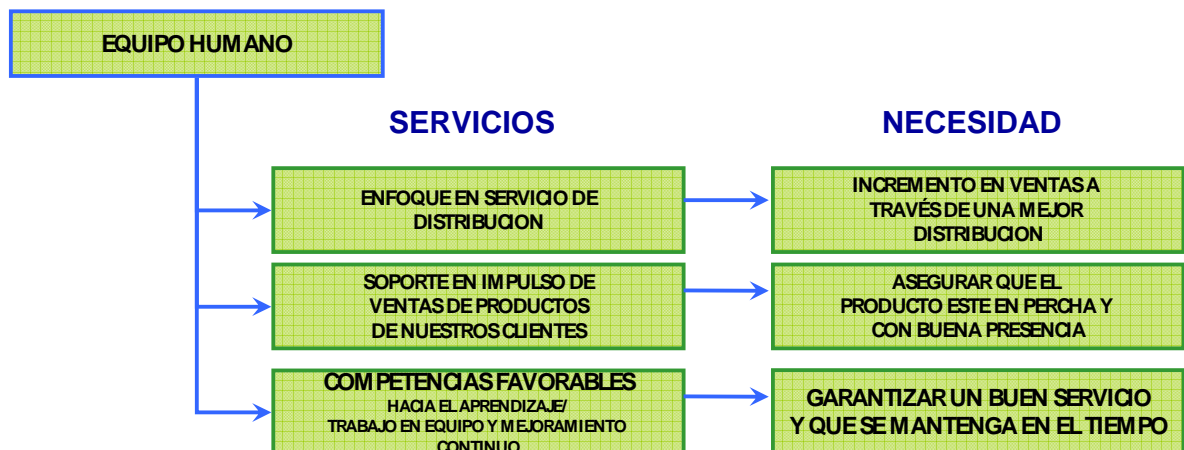 EQUIPO HUMANO
SERVICIOS
NECESIDAD
ENFOQUE EN SERVICIO DE
DISTRIBUCION
INCREMENTO EN VENTAS A
TRAVÉS DE UNA MEJOR
DISTRIBUCION
SOPORTE EN IMPULSO DE
VENTAS DE PRODUCTOS
DE NUESTROS CLIENTES
ASEGURAR QUE EL
PRODUCTO ESTE EN PERCHA Y
CON BUENA PRESENCIA
COMPETENCIAS FAVORABLES
HACIA EL APRENDIZAJE/
TRABAJO EN EQUIPO Y MEJORAMIENTO
CONTINUO
GARANTIZAR UN BUEN SERVICIO
Y QUE SE MANTENGA EN EL TIEMPO